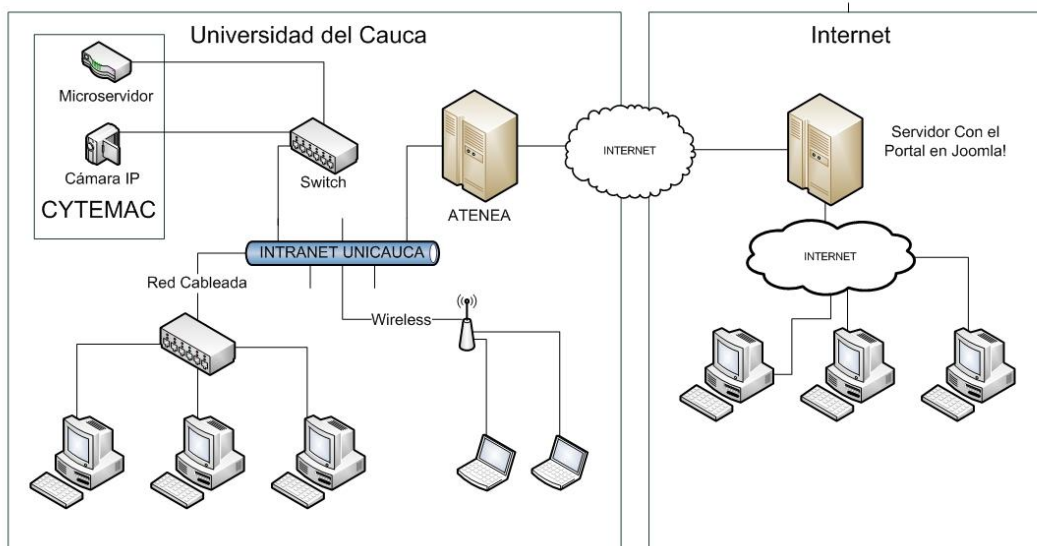 Universidad del Cauca
Internet
Microservidor
Cámara IP
CYTEMAC
Switch
ATENEA
INTERNET
Servidor Con el
Portal en Joomla!
INTRANET UNICAUCA
INTERNET
Red Cableada
Wireless